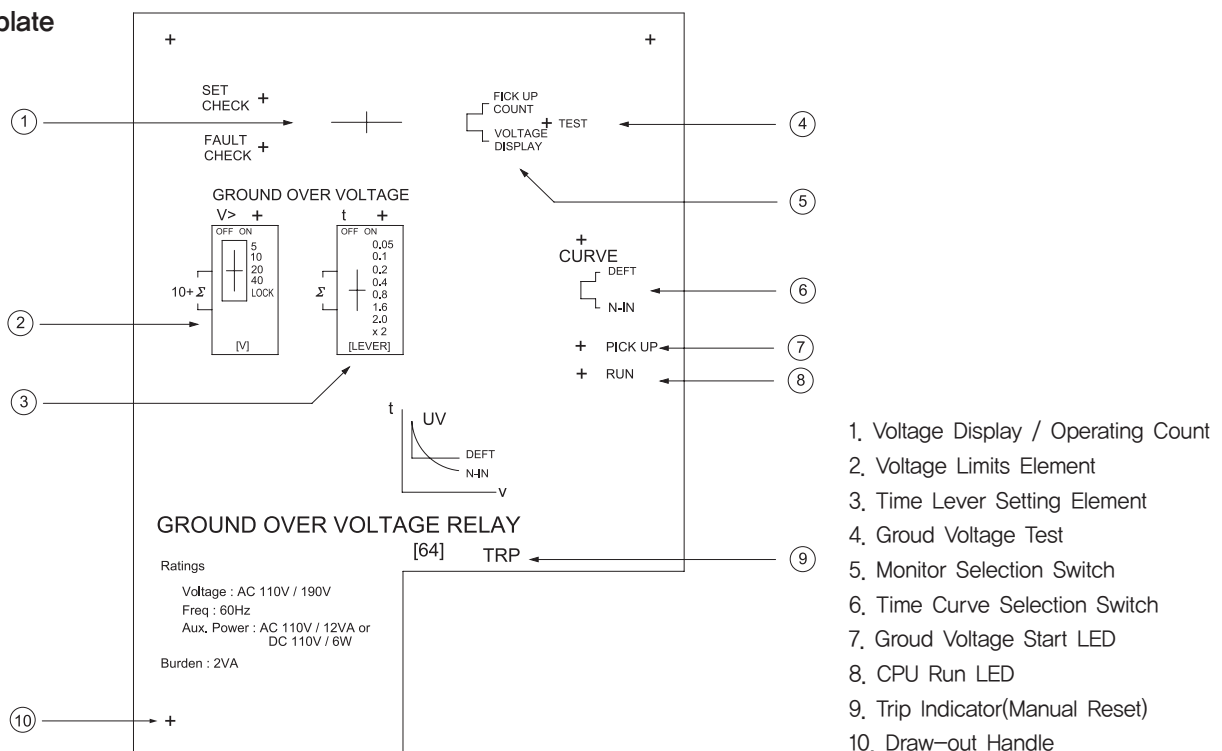 plate
SET
CHECK
FAULT
CHECK
FICK UP
COUNT
VOLTAGE
DISPLAY
TEST
1
4
5
GROUND OVER VOLTAGE
V>
t
OFF ON
5
10
20
40
LOCK
10+Σ
[V]
OFF ON
0.05
0.1
0.2
0.4
0.8
1.6
2.0
x 2
Σ
[LEVER]
2
3
CURVE
DEFT
N-IN
6
PICK UP
7
RUN
8
t
UV
DEFT
N-IN
V
GROUND OVER VOLTAGE RELAY
[64]
TRP
9
Ratings
Voltage : AC 110V / 190V
Freq : 60Hz
Aux. Power : AC 110V / 12VA or
DC 110V / 6W
Burden : 2VA
10
1. Voltage Display / Operating Count
2. Voltage Limits Element
3. Time Lever Setting Element
4. Groud Voltage Test
5. Monitor Selection Switch
6. Time Curve Selection Switch
7. Groud Voltage Start LED
8. CPU Run LED
9. Trip Indicator(Manual Reset)
10. Draw-out Handle